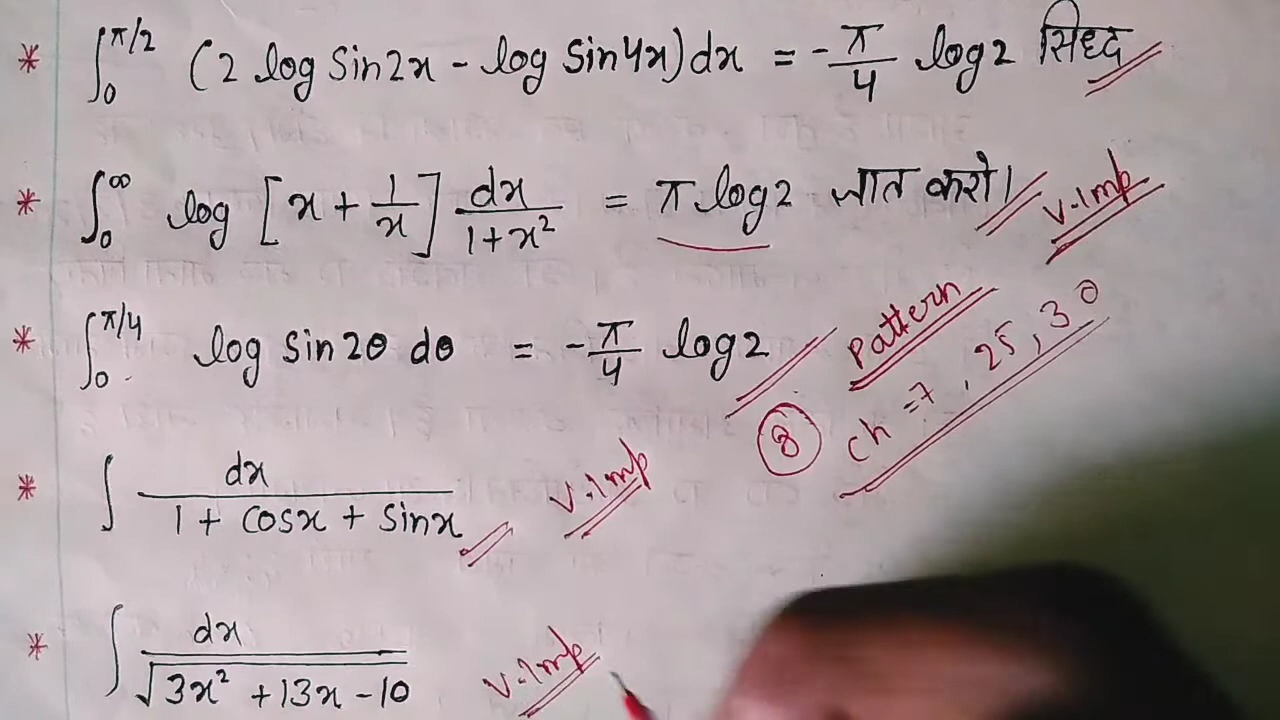 * ∫₀^π/2 (2 log sin2x - log sin4x) dx = -π/4 log2 सिध्द
* ∫₀^∞ log [x + 1/x] dx/1+x² = π log2 ज्ञात करो। V.Imp
* ∫₀^π/4 log sin2θ dθ = -π/4 log2
Pattern
8 Ch = 7, 25, 30
* ∫ dx/1 + cosx + sinx V.Imp
* ∫ dx/√3x² + 13x - 10 V.Imp